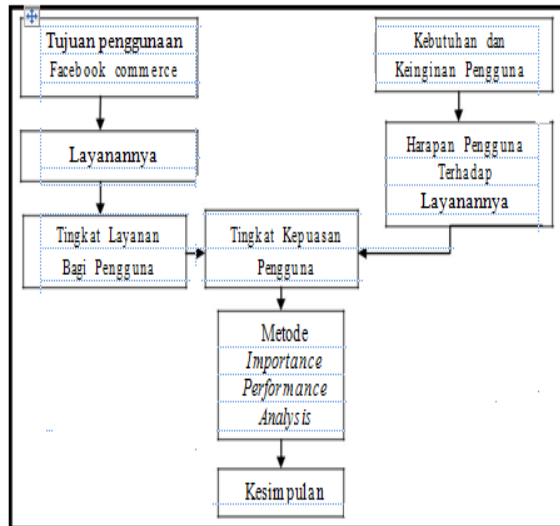 Tujuan penggunaan
Facebook commerce
Kebutuhan dan
Keinginan Pengguna
Layanannya
Harapan Pengguna
Terhadap
Layanannya
Tingkat Layanan
Bagi Pengguna
Tingkat Kepuasan
Pengguna
Metode
Importance
Performance
Analysis
Kesimpulan